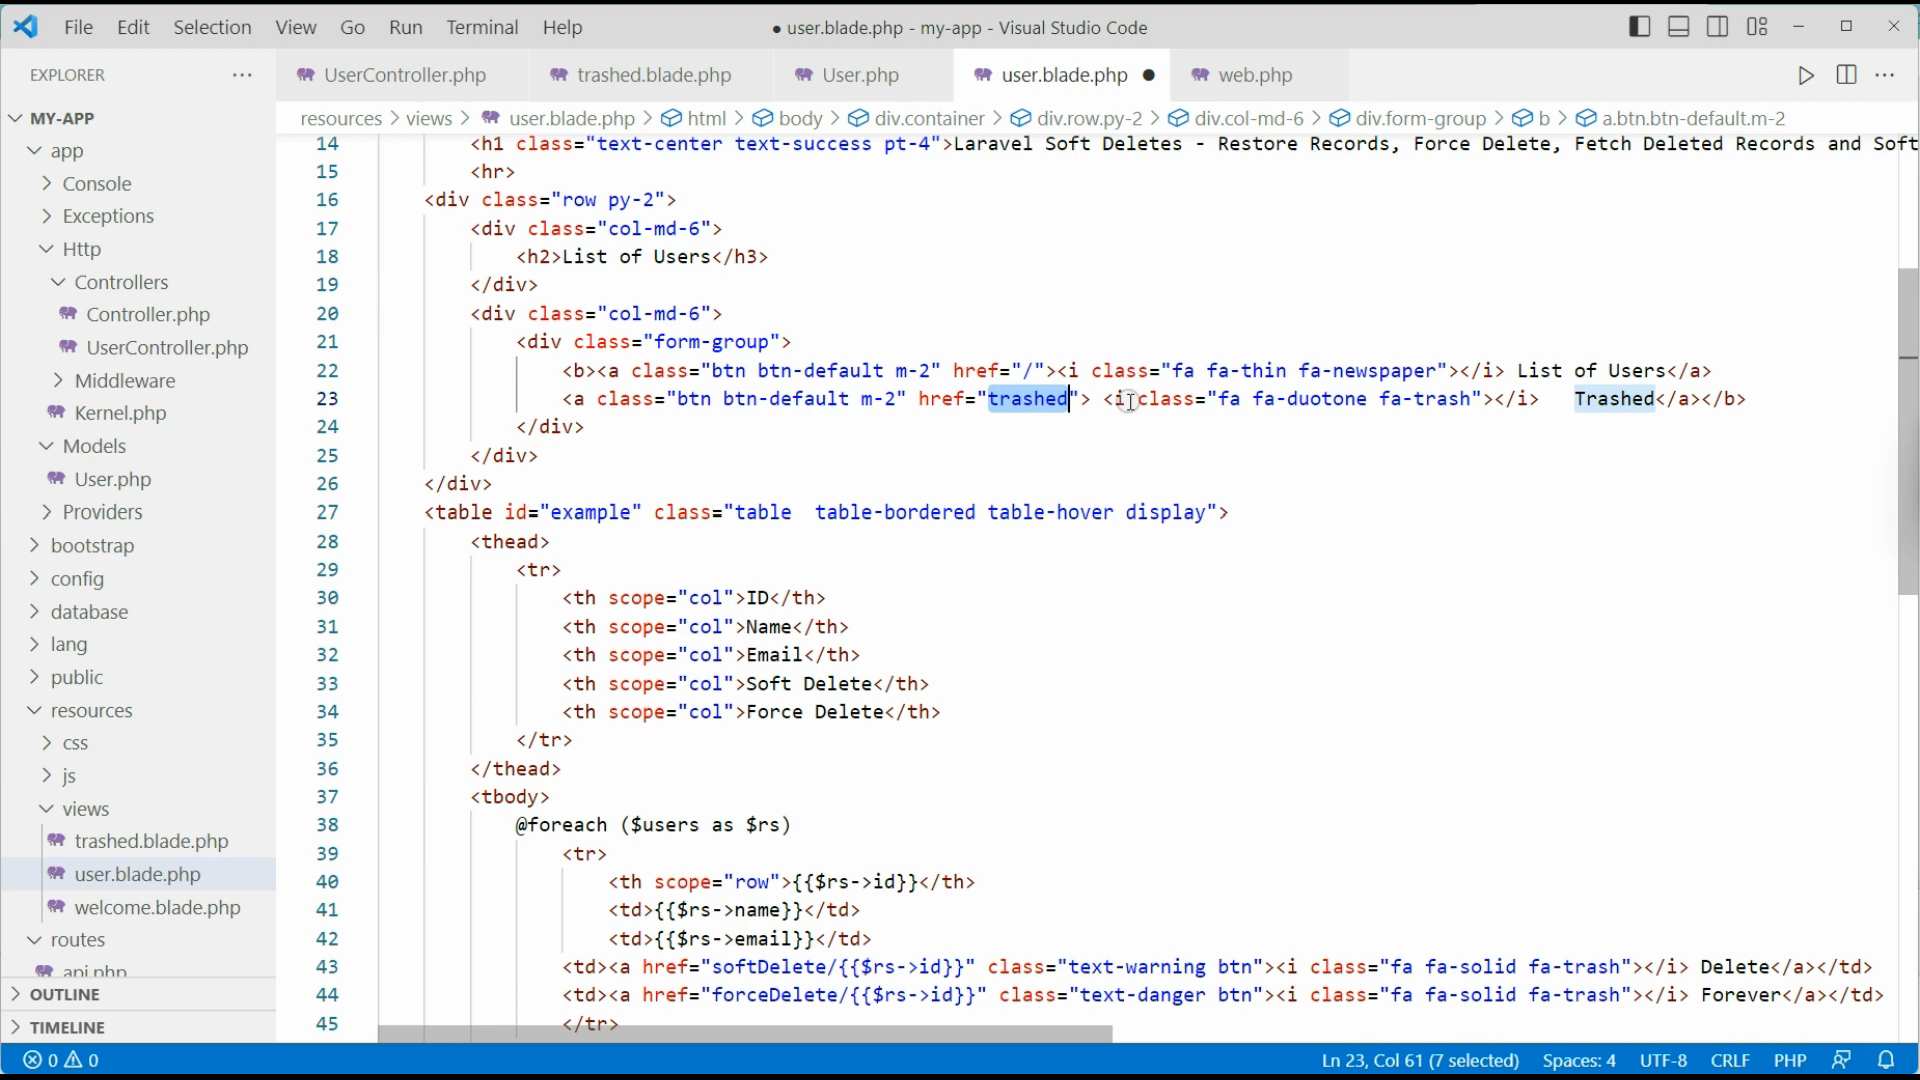 File Edit Selection View Go Run Terminal Help
● user.blade.php - my-app - Visual Studio Code
EXPLORER ...
UserController.php trashed.blade.php User.php user.blade.php ● web.php
resources > views > user.blade.php > html > body > div.container > div.row.py-2 > div.col-md-6 > div.form-group > b > a.btn.btn-default.m-2
MY-APP
app
Console
Exceptions
Http
Controllers
Controller.php
UserController.php
Middleware
Kernel.php
Models
User.php
Providers
bootstrap
config
database
lang
public
resources
css
js
views
trashed.blade.php
user.blade.php
welcome.blade.php
routes
api.php
OUTLINE
TIMELINE
14 <h1 class="text-center text-success pt-4">Laravel Soft Deletes - Restore Records, Force Delete, Fetch Deleted Records and Soft
15 <hr>
16 <div class="row py-2">
17 <div class="col-md-6">
18 <h2>List of Users</h3>
19 </div>
20 <div class="col-md-6">
21 <div class="form-group">
22 <b><a class="btn btn-default m-2" href="/"><i class="fa fa-thin fa-newspaper"></i> List of Users</a>
23 <a class="btn btn-default m-2" href="trashed"> <i class="fa fa-duotone fa-trash"></i> Trashed</a></b>
24 </div>
25 </div>
26 </div>
27 <table id="example" class="table  table-bordered table-hover display">
28 <thead>
29 <tr>
30 <th scope="col">ID</th>
31 <th scope="col">Name</th>
32 <th scope="col">Email</th>
33 <th scope="col">Soft Delete</th>
34 <th scope="col">Force Delete</th>
35 </tr>
36 </thead>
37 <tbody>
38 @foreach ($users as $rs)
39 <tr>
40 <th scope="row">{{$rs->id}}</th>
41 <td>{{$rs->name}}</td>
42 <td>{{$rs->email}}</td>
43 <td><a href="softDelete/{{$rs->id}}" class="text-warning btn"><i class="fa fa-solid fa-trash"></i> Delete</a></td>
44 <td><a href="forceDelete/{{$rs->id}}" class="text-danger btn"><i class="fa fa-solid fa-trash"></i> Forever</a></td>
45 </tr>
0 0 Ln 23, Col 61 (7 selected) Spaces: 4 UTF-8 CRLF PHP